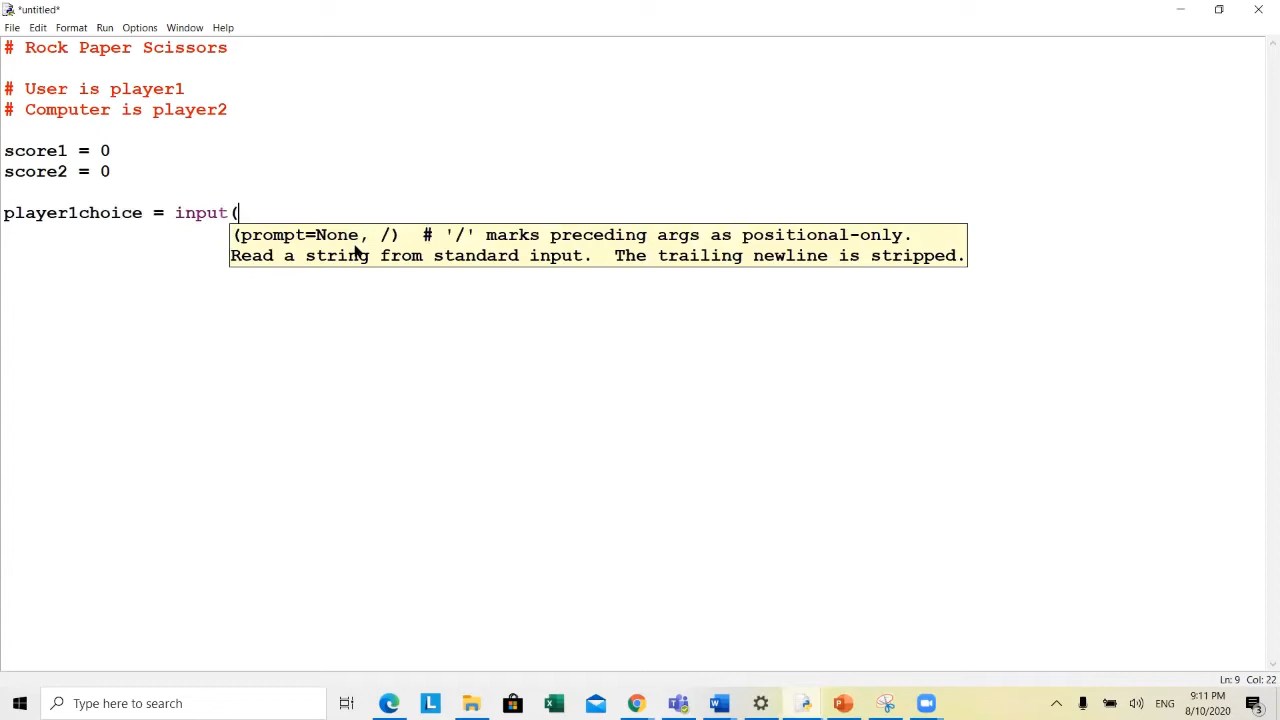 *untitled*
File Edit Format Run Options Window Help
# Rock Paper Scissors
# User is player1
# Computer is player2
score1 = 0
score2 = 0
player1choice = input(
(prompt=None, /)  # '/' marks preceding args as positional-only.
Read a string from standard input.  The trailing newline is stripped.
Ln: 9 Col: 22
Type here to search
ENG
9:11 PM
8/10/2020
3